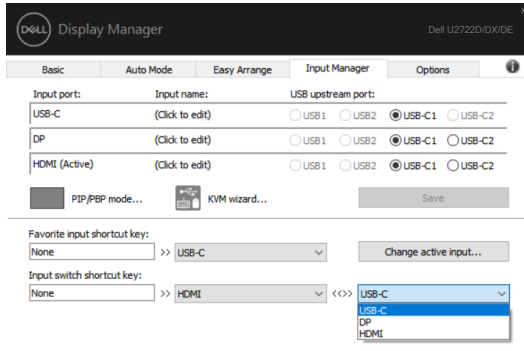 DELL Display Manager Dell U2722D/DX/DE
Basic Auto Mode Easy Arrange Input Manager Options i
Input port: Input name: USB upstream port:
USB-C (Click to edit) USB1 USB2 USB-C1 USB-C2
DP (Click to edit) USB1 USB2 USB-C1 USB-C2
HDMI (Active) (Click to edit) USB1 USB2 USB-C1 USB-C2
PIP/PBP mode... KVM wizard... Save
Favorite input shortcut key:
None >> USB-C Change active input...
Input switch shortcut key:
None >> HDMI <<>> USB-C
USB-C
DP
HDMI